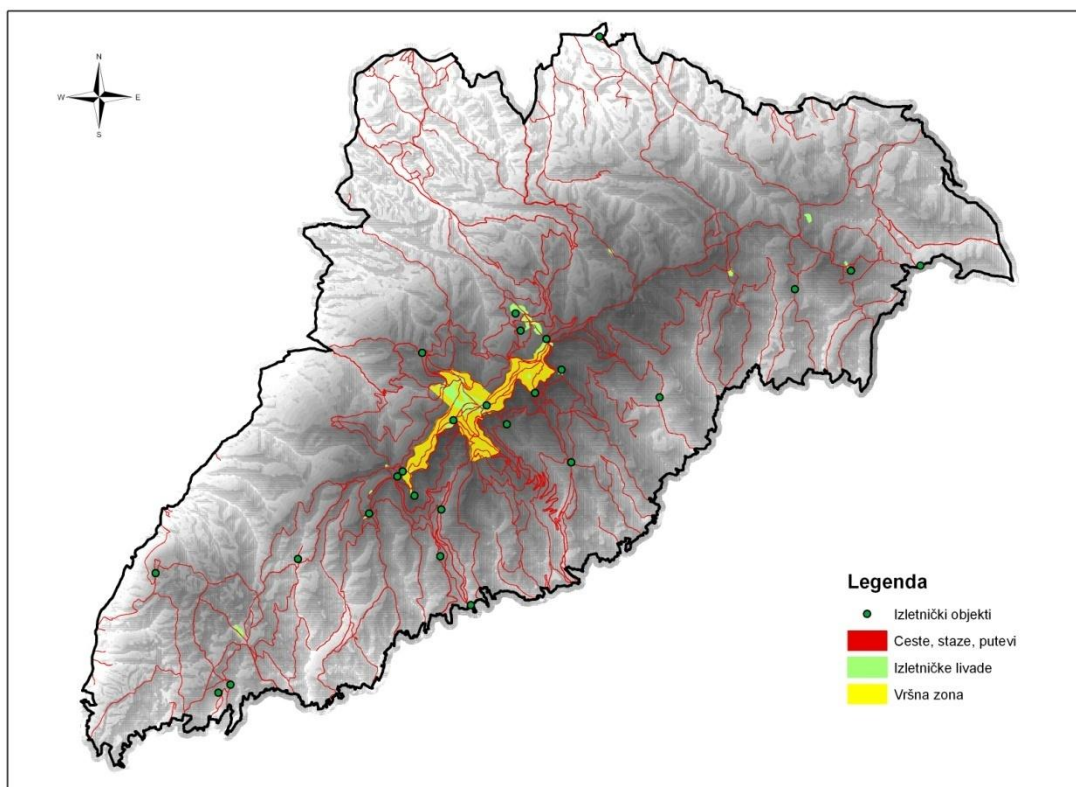 N
W E
S
Legenda
Izletnički objekti
Ceste, staze, putevi
Izletničke livade
Vršna zona